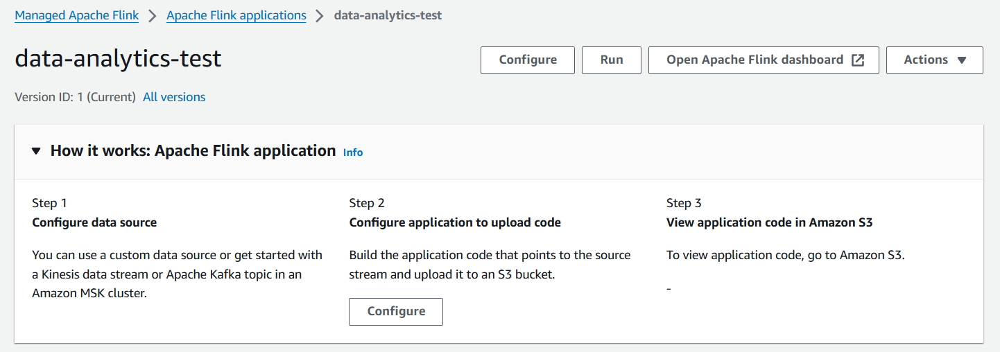 Managed Apache Flink > Apache Flink applications > data-analytics-test
data-analytics-test
Configure
Run
Open Apache Flink dashboard
Actions
Version ID: 1 (Current) All versions
How it works: Apache Flink application Info
Step 1
Configure data source
You can use a custom data source or get started with
a Kinesis data stream or Apache Kafka topic in an
Amazon MSK cluster.
Step 2
Configure application to upload code
Build the application code that points to the source
stream and upload it to an S3 bucket.
Configure
Step 3
View application code in Amazon S3
To view application code, go to Amazon S3.
-